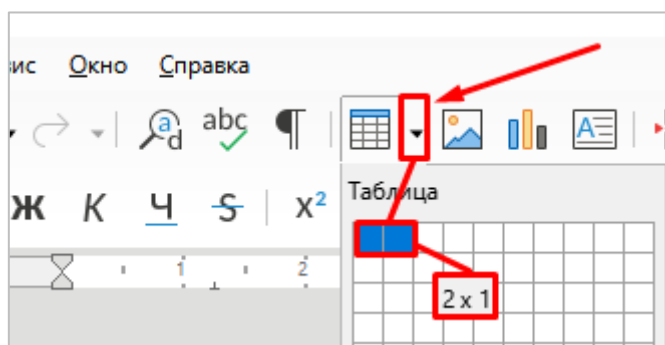 ис Окно Справка
abc
Ж К Ч S x²
Таблица
1 2
2 x 1